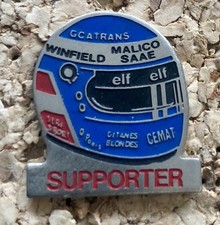 GCATRANS
WINFIELD MALICO
SAAE
elf elf
GITANES
BLONDES
CEMAT
SUPPORTER